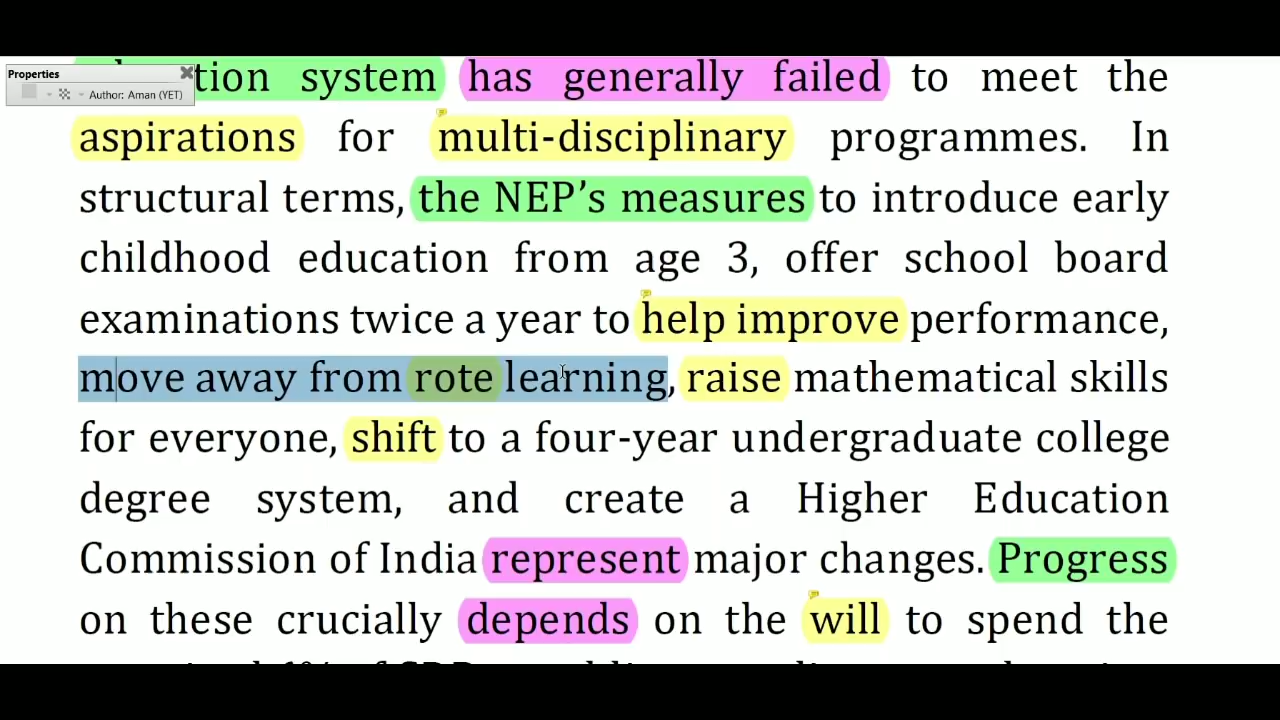 Properties
Author: Aman (YET)
system has generally failed to meet the
aspirations for multi-disciplinary programmes. In
structural terms, the NEP's measures to introduce early
childhood education from age 3, offer school board
examinations twice a year to help improve performance,
move away from rote learning, raise mathematical skills
for everyone, shift to a four-year undergraduate college
degree system, and create a Higher Education
Commission of India represent major changes. Progress
on these crucially depends on the will to spend the